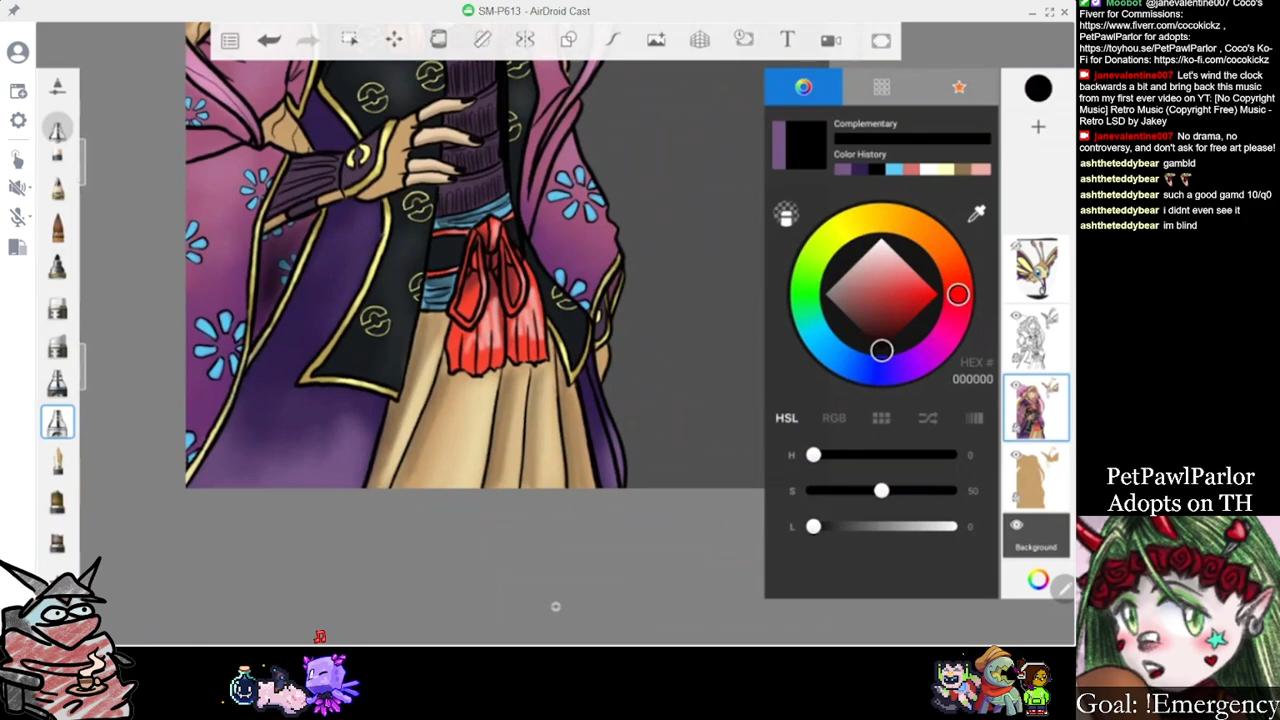 SM-P613 - AirDroid Cast
Complementary
Color History
HEX #
000000
HSL
RGB
H
0
S
50
L
0
T
Background
Moobot @janevalentine007 Coco's
Fiverr for Commissions:
https://www.fiverr.com/cocokickz ,
PetPawlParlor for adopts:
https://toyhou.se/PetPawlParlor , Coco's Ko-
Fi for Donations: https://ko-fi.com/cocokickz
janevalentine007 Let's wind the clock
backwards a bit and bring back this music
from my first ever video on YT: [No Copyright
Music] Retro Music (Copyright Free) Music -
Retro LSD by Jakey
janevalentine007 No drama, no
controversy, and don't ask for free art please!
ashtheteddybear gambld
ashtheteddybear
ashtheteddybear such a good gamd 10/q0
ashtheteddybear i didnt even see it
ashtheteddybear im blind
PetPawlParlor
Adopts on TH
Goal: !Emergency